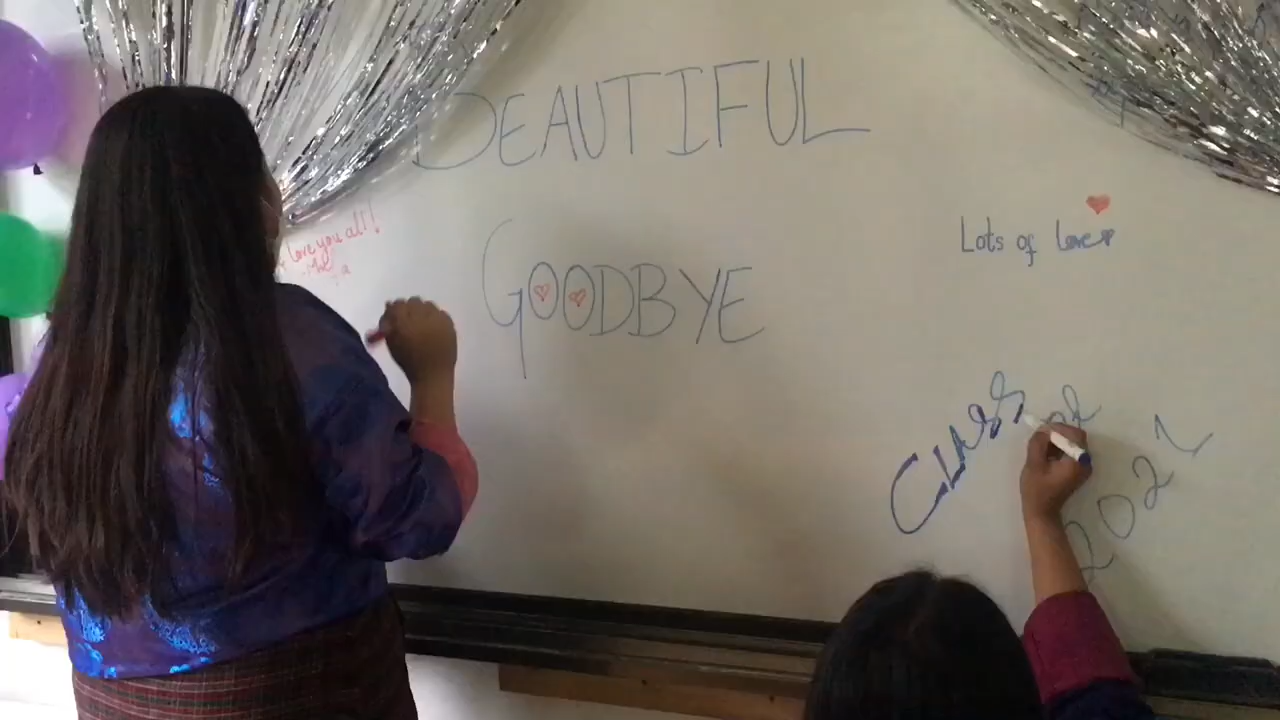 BEAUTIFUL
GOODBYE
love you all!
Lots of love
CLASS of
2021